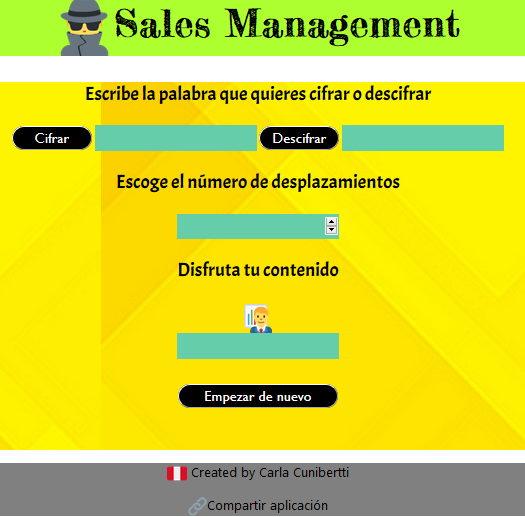 Sales Management
Escribe la palabra que quieres cifrar o descifrar
Cifrar Descifrar
Escoge el número de desplazamientos
Disfruta tu contenido
Empezar de nuevo
Created by Carla Cunibertti
Compartir aplicación